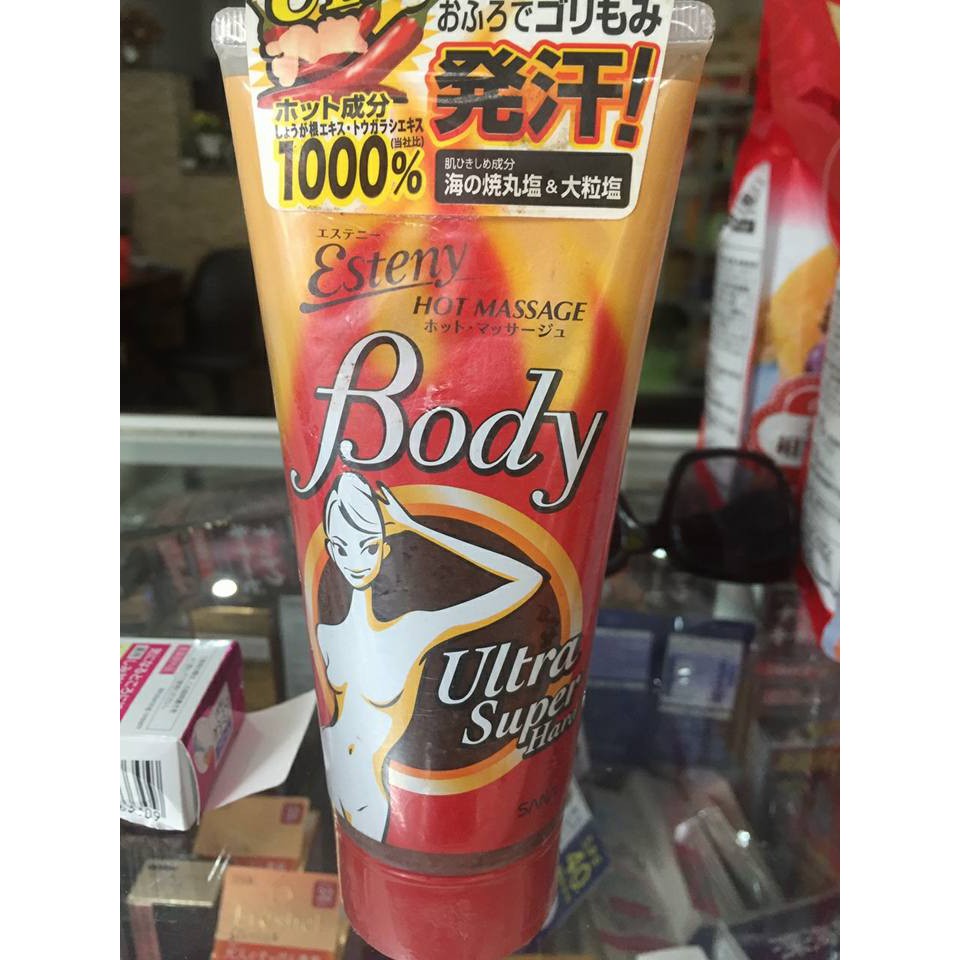 おふろでゴリもみ
発汗!
ホット成分
しょうが根エキス・トウガラシエキス
(当社比)
1000%
肌ひきしめ成分
海の焼丸塩&大粒塩
エステニー
Esteny
HOT MASSAGE
ホット・マッサージュ
Body
Ultra
Super
Hard
SANA